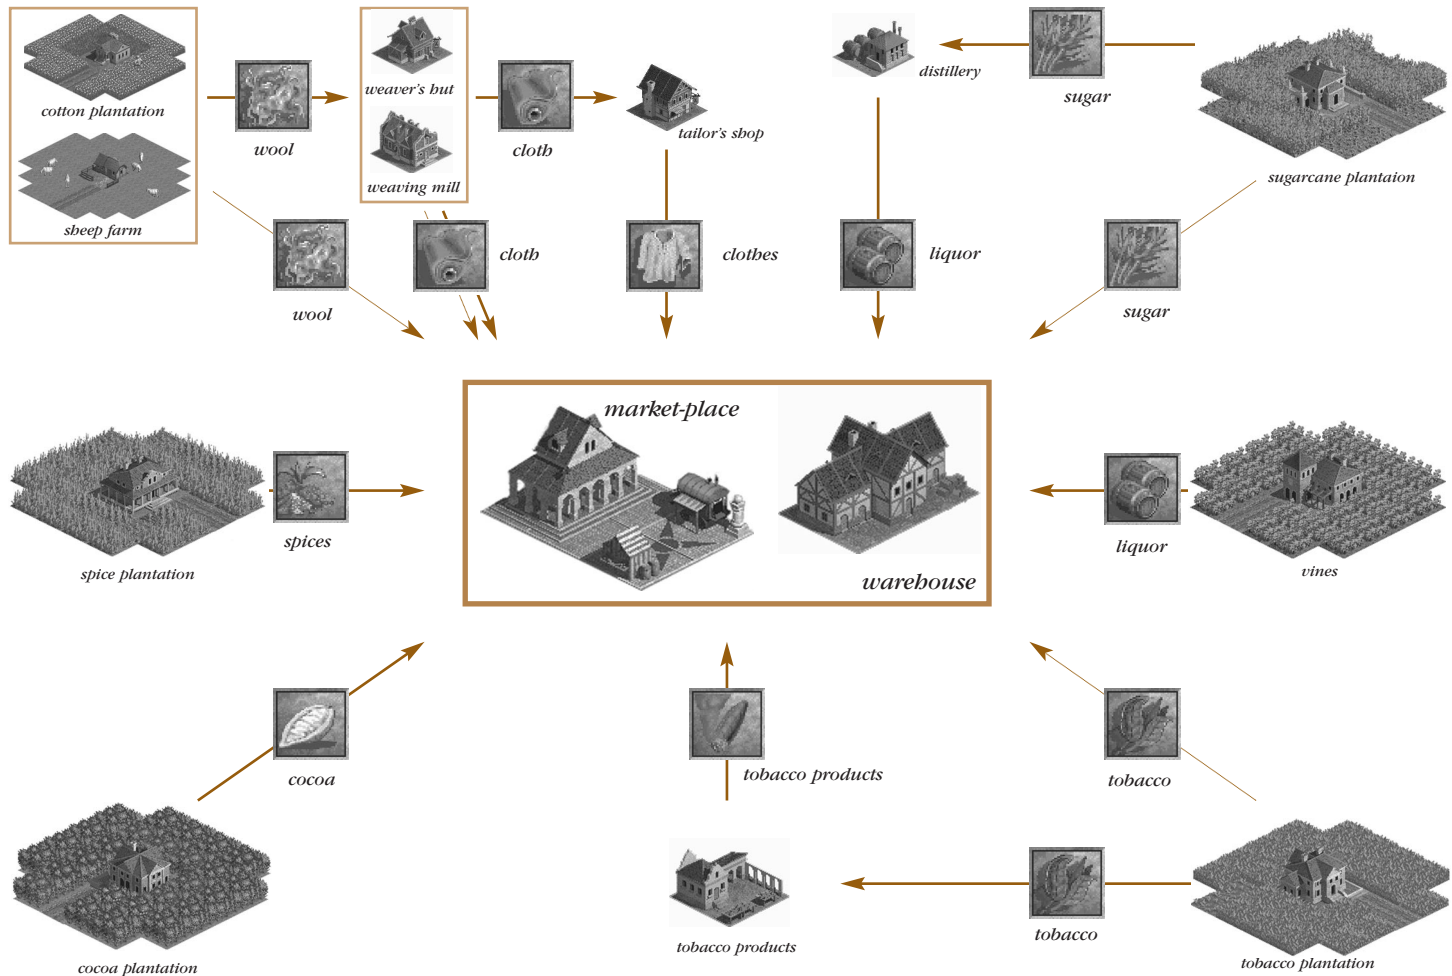 cotton plantation
sheep farm
wool
wool
weaver's hut
weaving mill
cloth
cloth
tailor's shop
clothes
distillery
liquor
sugar
sugarcane plantaion
sugar
market-place
warehouse
spices
spice plantation
liquor
vines
cocoa
cocoa plantation
tobacco products
tobacco products
tobacco
tobacco
tobacco plantation